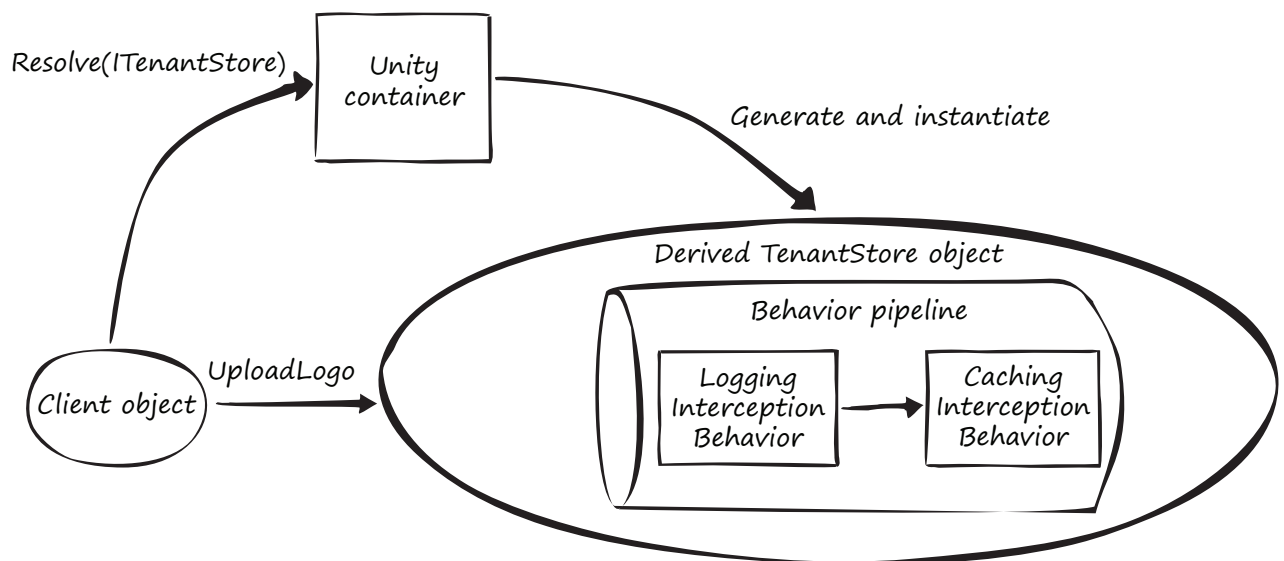 Resolve(ITenantStore)
Unity
container
Generate and instantiate
Derived TenantStore object
Behavior pipeline
UploadLogo
Client object
Logging
Interception
Behavior
Caching
Interception
Behavior